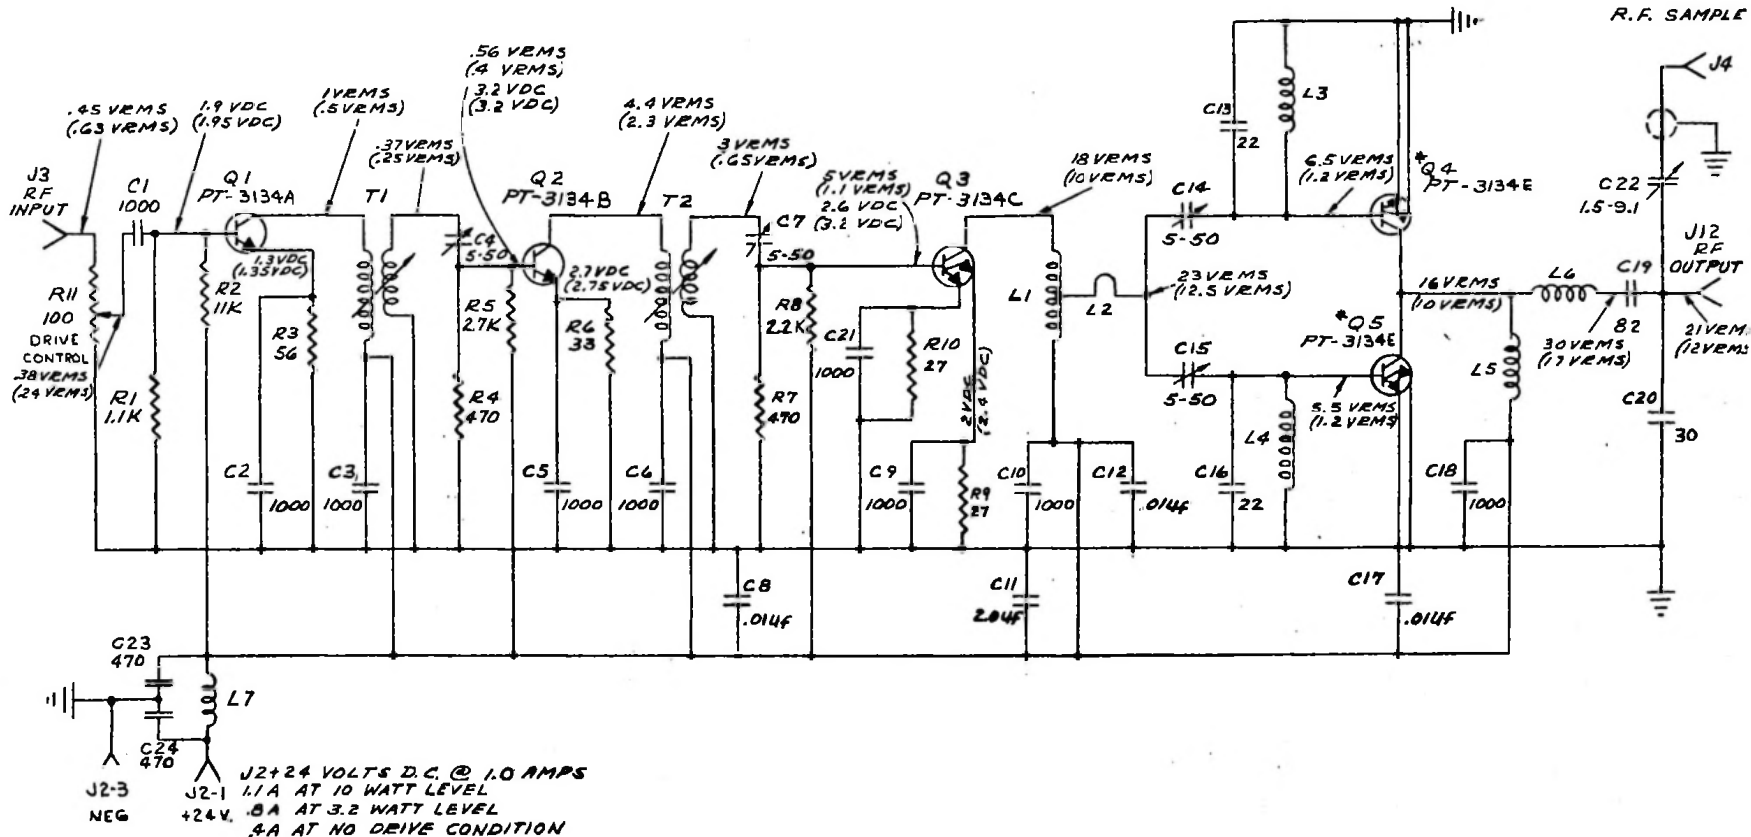 R.F. SAMPLE
J4
.56 VRMS
(.4 VRMS)
3.2 VDC
(3.2 VDC)
.45 VRMS
(.63 VRMS)
1.9 VDC
(1.95 VDC)
1 VRMS
(.5 VRMS)
.37 VRMS
(.25 VRMS)
4.4 VRMS
(2.3 VRMS)
3 VRMS
(.65 VRMS)
5 VRMS
(1.1 VRMS)
2.6 VDC
(3.2 VDC)
18 VRMS
(10 VRMS)
C13
22
L3
6.5 VRMS
(1.2 VRMS)
*Q4
PT-3134E
C22
1.5-9.1
J3
RF
INPUT
C1
1000
Q1
PT-3134A
T1
C4
5-50
Q2
PT-3134B
T2
C7
5-50
Q3
PT-3134C
C14
5-50
J12
RF
OUTPUT
1.3 VDC
(1.35 VDC)
2.7 VDC
(2.75 VDC)
23 VRMS
(12.5 VRMS)
16 VRMS
(10 VRMS)
L6
C19
82
21 VRMS
(12 VRMS
30 VRMS
(17 VRMS)
R11
100
DRIVE
CONTROL
.38 VRMS
(24 VRMS)
R2
11K
R3
56
R5
2.7K
R6
33
R8
2.2K
C21
1000
R10
27
2 VDC
(2.4 VDC)
L1
L2
*Q5
PT-3134E
C15
5-50
5.5 VRMS
(1.2 VRMS)
L5
R1
1.1K
R4
470
R7
470
L4
C20
30
C2
1000
C3
1000
C5
1000
C6
1000
C9
1000
R9
27
C10
1000
C12
.01uf
C16
22
C18
1000
C8
.01uf
C11
2.0uf
C17
.01uf
C23
470
L7
C24
470
J2-3
NEG
J2-1
+24V.
J2+24 VOLTS D.C. @ 1.0 AMPS
1.1 A AT 10 WATT LEVEL
.8A AT 3.2 WATT LEVEL
.4A AT NO DRIVE CONDITION